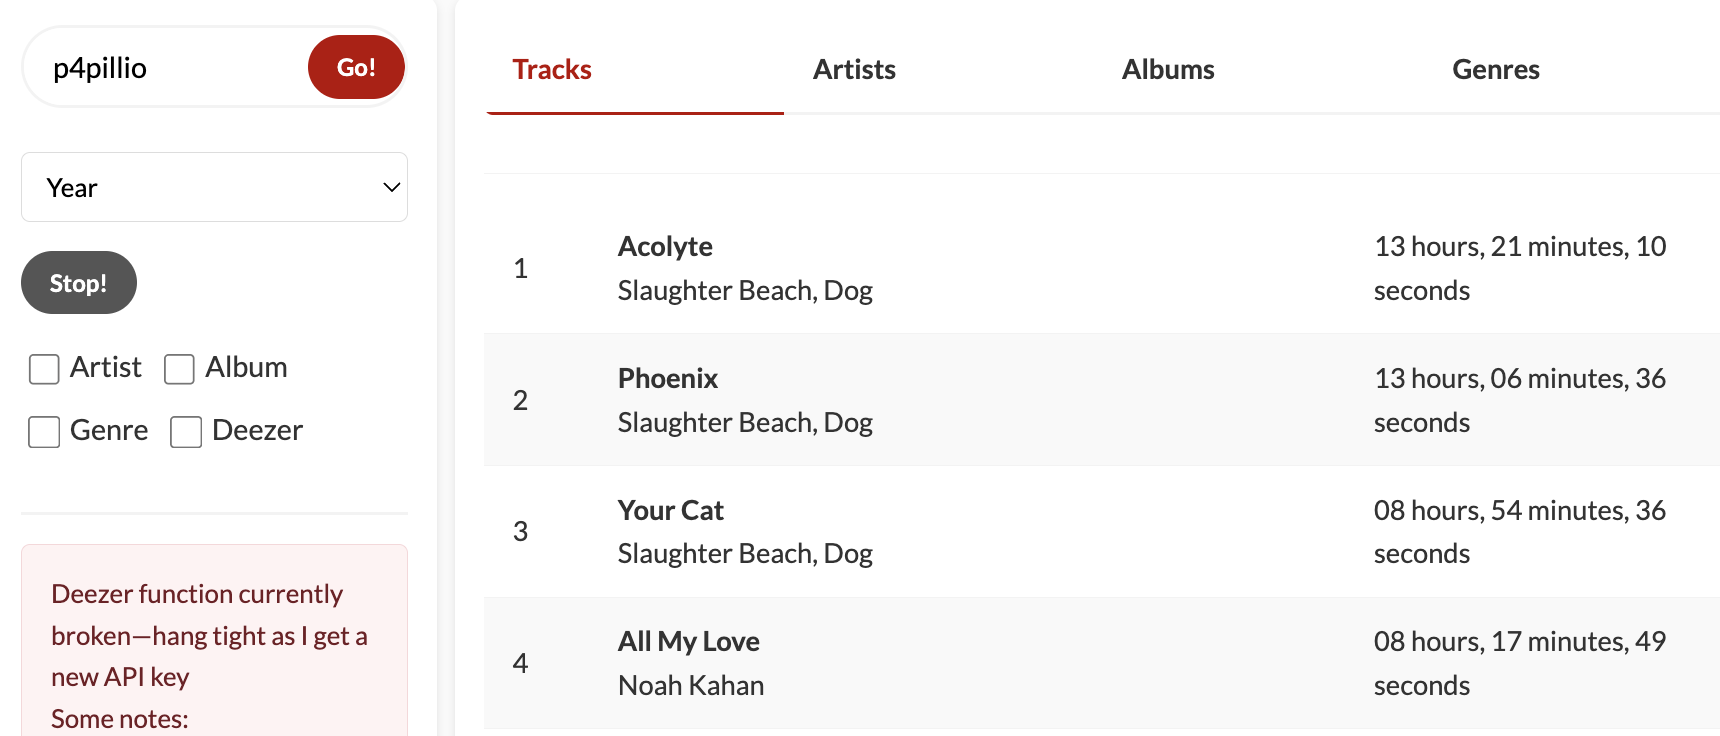 p4pillio
Go!
Year
Stop!
Artist
Album
Genre
Deezer
Deezer function currently
broken—hang tight as I get a
new API key
Some notes:
Tracks
Artists
Albums
Genres
1
Acolyte
Slaughter Beach, Dog
13 hours, 21 minutes, 10
seconds
2
Phoenix
Slaughter Beach, Dog
13 hours, 06 minutes, 36
seconds
3
Your Cat
Slaughter Beach, Dog
08 hours, 54 minutes, 36
seconds
4
All My Love
Noah Kahan
08 hours, 17 minutes, 49
seconds